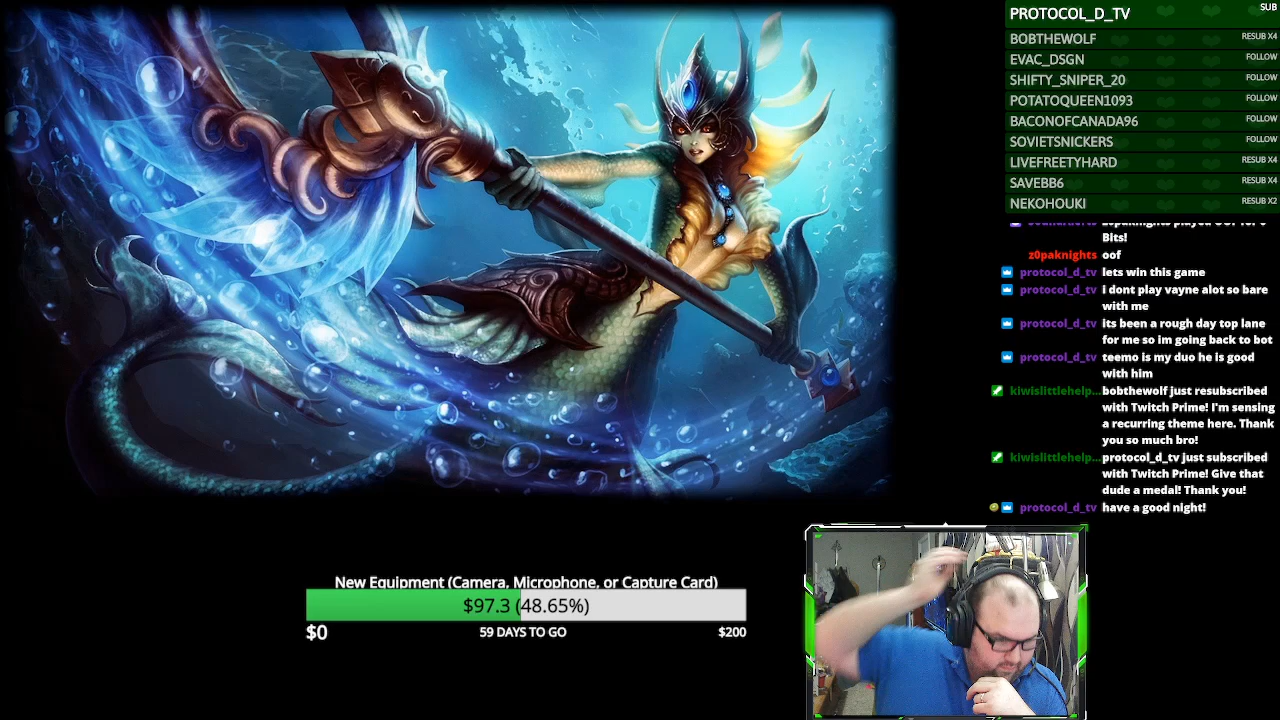 SUB
PROTOCOL_D_TV
BOBTHEWOLF RESUB X4
EVAC_DSGN FOLLOW
SHIFTY_SNIPER_20 FOLLOW
POTATOQUEEN1093 FOLLOW
BACONOFCANADA96 FOLLOW
SOVIETSNICKERS FOLLOW
LIVEFREETYHARD RESUB X4
SAVEBB6 RESUB X4
NEKOHOUKI RESUB X2
Bits!
z0paknights oof
protocol_d_tv lets win this game
protocol_d_tv i dont play vayne alot so bare
with me
protocol_d_tv its been a rough day top lane
for me so im going back to bot
protocol_d_tv teemo is my duo he is good
with him
kiwislittlehelp... bobthewolf just resubscribed
with Twitch Prime! I'm sensing
a recurring theme here. Thank
you so much bro!
kiwislittlehelp... protocol_d_tv just subscribed
with Twitch Prime! Give that
dude a medal! Thank you!
protocol_d_tv have a good night!
New Equipment (Camera, Microphone, or Capture Card)
$97.3 (48.65%)
$0 59 DAYS TO GO $200